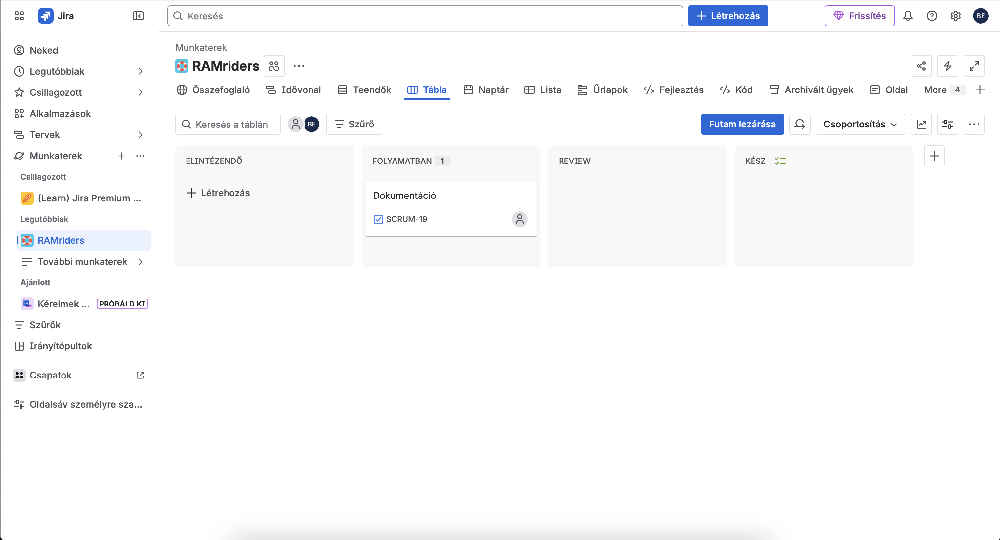 Jira
Keresés
Létrehozás
Frissítés
BE
Neked
Legutóbbiak
Csillagozott
Alkalmazások
Tervek
Munkaterek
Csillagozott
(Learn) Jira Premium ...
Legutóbbiak
RAMriders
További munkaterek
Ajánlott
Kérelmek ... PRÓBÁLD KI
Szűrők
Irányítópultok
Csapatok
Oldalsáv személyre sza...
Munkaterek
RAMriders
Összefoglaló Idővonal Teendők Tábla Naptár Lista Űrlapok Fejlesztés Kód Archivált ügyek Oldal More 4
Keresés a táblán BE Szűrő Futam lezárása Csoportosítás
ELINTÉZENDŐ
Létrehozás
FOLYAMATBAN 1
Dokumentáció
SCRUM-19
REVIEW
KÉSZ